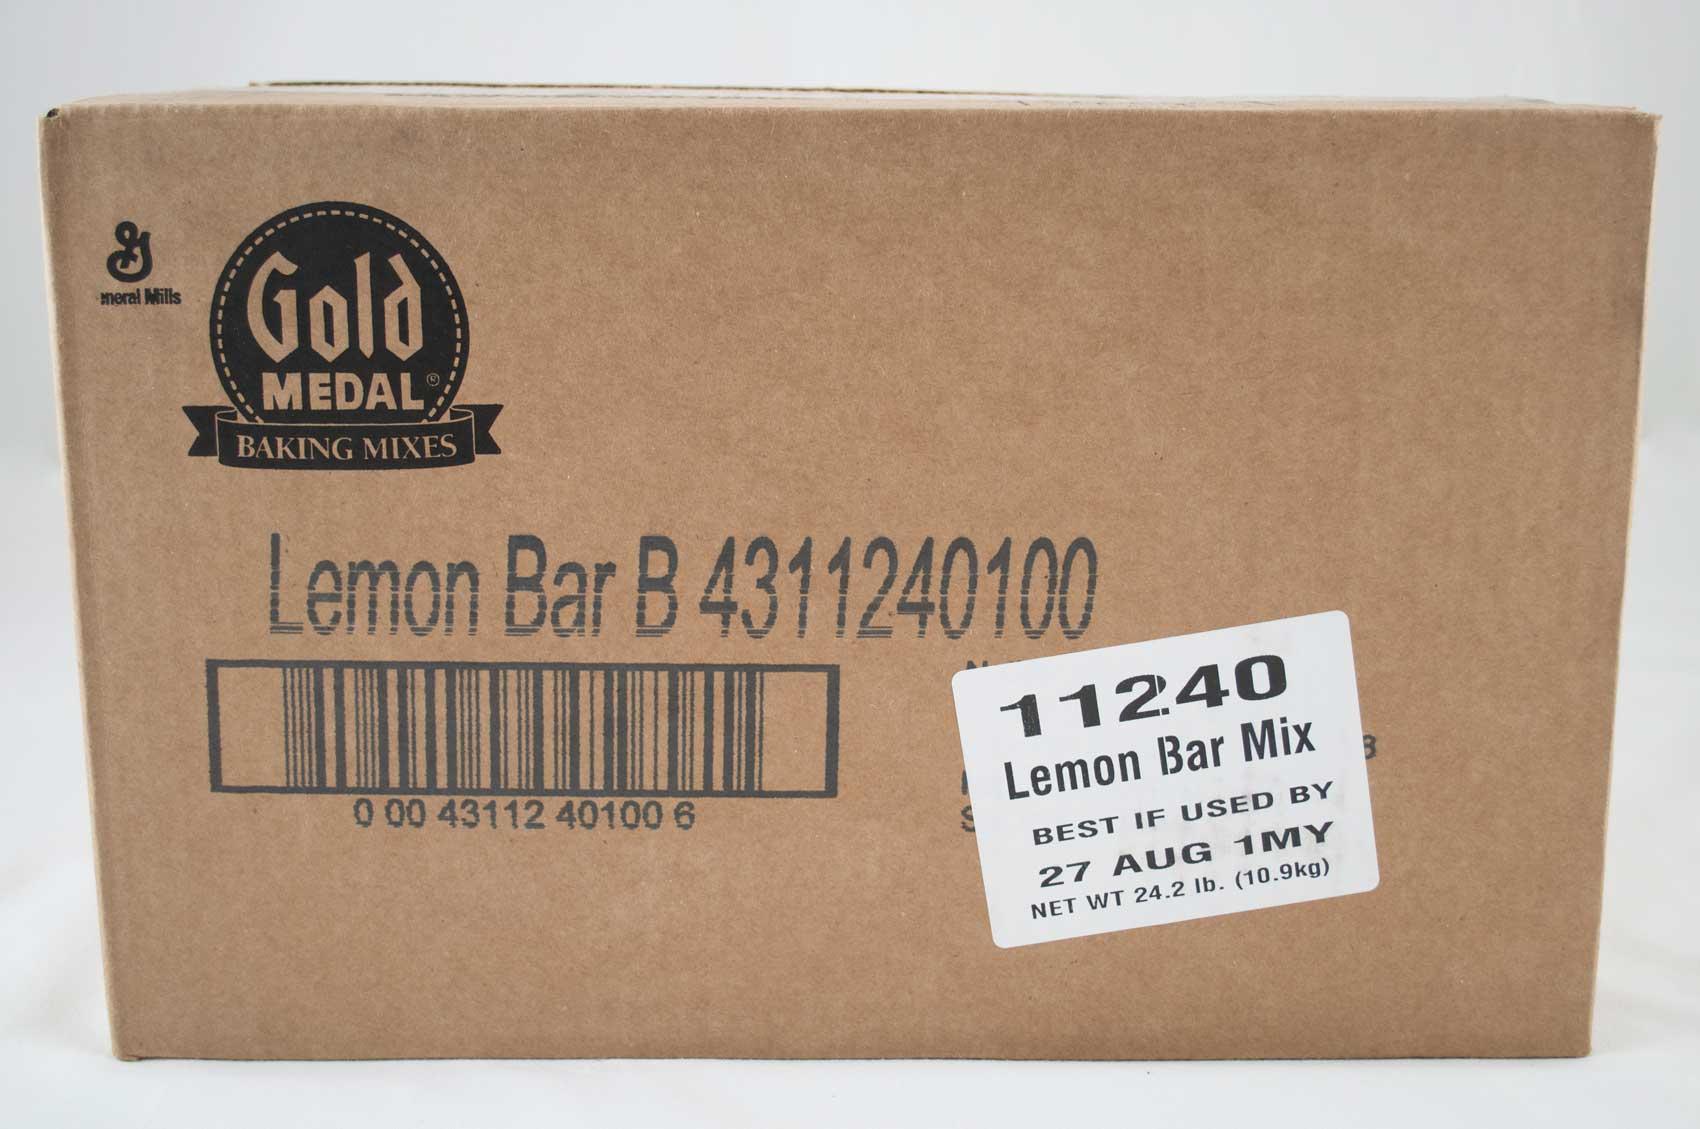 neral Mills
Gold
MEDAL®
BAKING MIXES
Lemon Bar B 4311240100
0 00 43112 40100 6
11240
Lemon Bar Mix
BEST IF USED BY
27 AUG 1MY
NET WT 24.2 lb. (10.9kg)